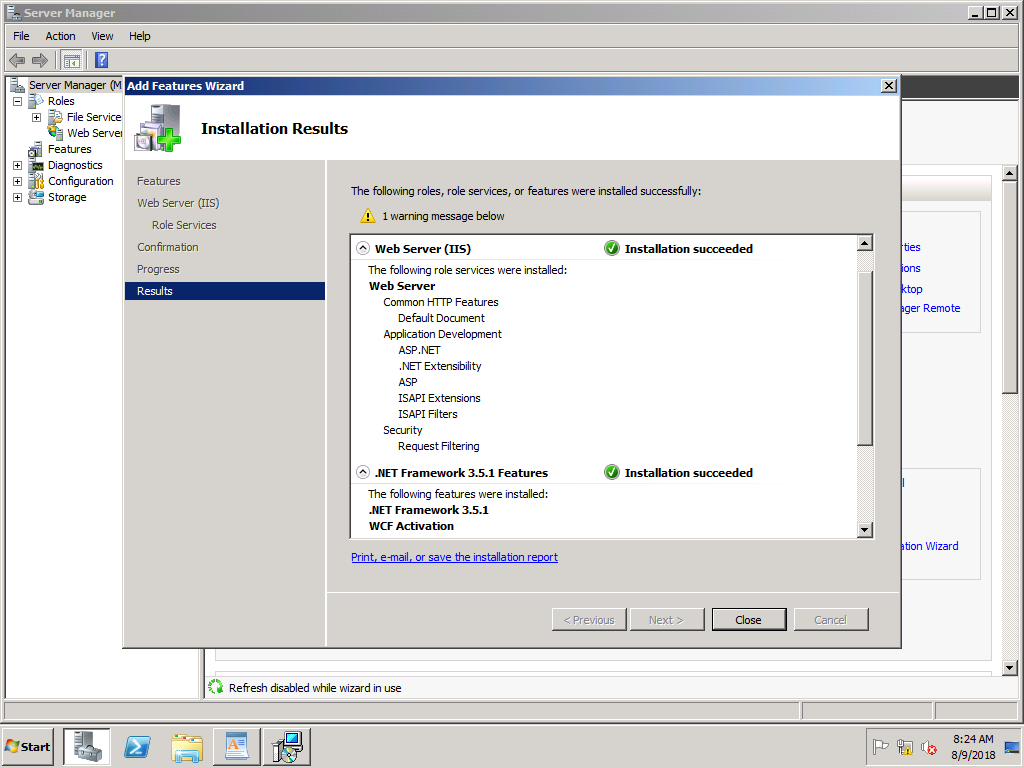 Server Manager
File Action View Help
Server Manager (M
Roles
File Service
Web Server
Features
Diagnostics
Configuration
Storage
Add Features Wizard
Installation Results
Features
Web Server (IIS)
Role Services
Confirmation
Progress
Results
The following roles, role services, or features were installed successfully:
1 warning message below
Web Server (IIS) Installation succeeded
The following role services were installed:
Web Server
Common HTTP Features
Default Document
Application Development
ASP.NET
.NET Extensibility
ASP
ISAPI Extensions
ISAPI Filters
Security
Request Filtering
.NET Framework 3.5.1 Features Installation succeeded
The following features were installed:
.NET Framework 3.5.1
WCF Activation
Print, e-mail, or save the installation report
< Previous Next > Close Cancel
rties
ions
ktop
ager Remote
ation Wizard
Refresh disabled while wizard in use
Start
8:24 AM
8/9/2018